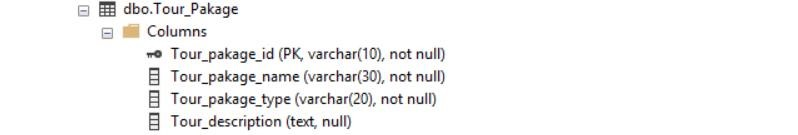 dbo.Tour_Pakage
Columns
Tour_pakage_id (PK, varchar(10), not null)
Tour_pakage_name (varchar(30), not null)
Tour_pakage_type (varchar(20), not null)
Tour_description (text, null)